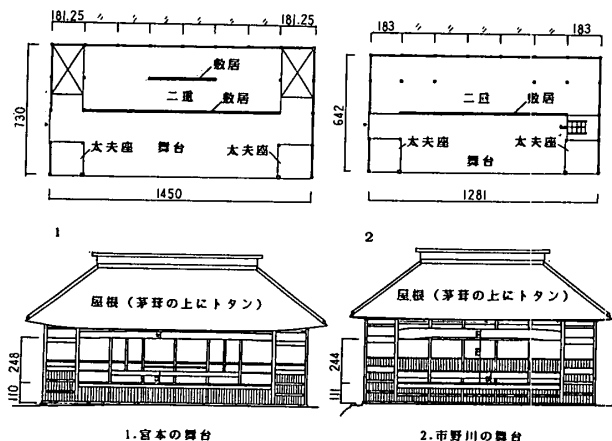 181.25 〃 〃 〃 〃 〃 〃 181.25
敷居
二重 敷居
730
太夫座 舞台 太夫座
1450
1
183 〃 〃 〃 〃 〃 183
二重 敷居
642
太夫座 太夫座
舞台
1281
2
屋根（茅葺の上にトタン）
248
110
1.宮本の舞台
屋根（茅葺の上にトタン）
244
111
2.市野川の舞台